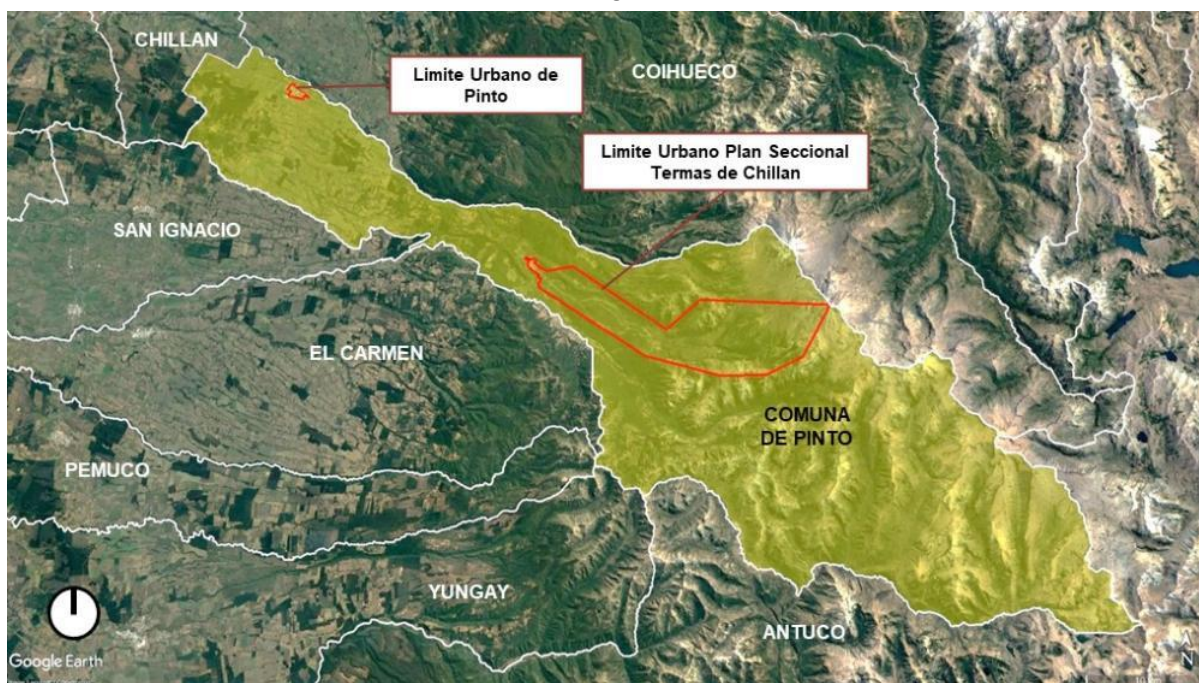 CHILLAN
Limite Urbano de
Pinto
COIHUECO
Limite Urbano Plan Seccional
Termas de Chillan
SAN IGNACIO
EL CARMEN
COMUNA
DE PINTO
PEMUCO
YUNGAY
ANTUCO
Google Earth
N